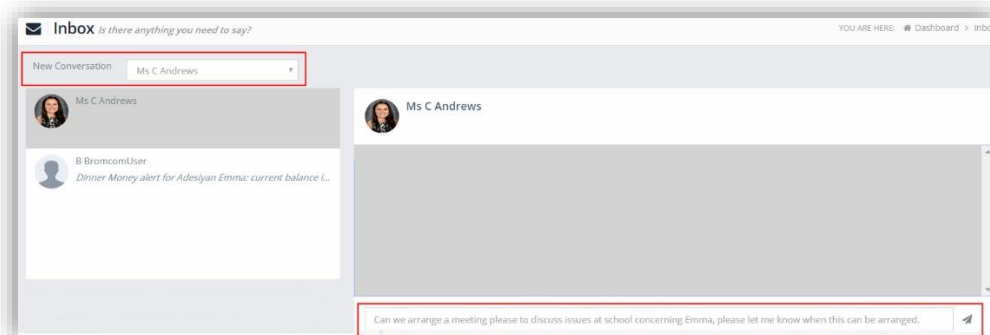 Inbox Is there anything you need to say?
YOU ARE HERE: Dashboard > Inbo
New Conversation Ms C Andrews
Ms C Andrews
B BromcomUser
Dinner Money alert for Adesiyan Emma: current balance i...
Ms C Andrews
Can we arrange a meeting please to discuss issues at school concerning Emma, please let me know when this can be arranged.